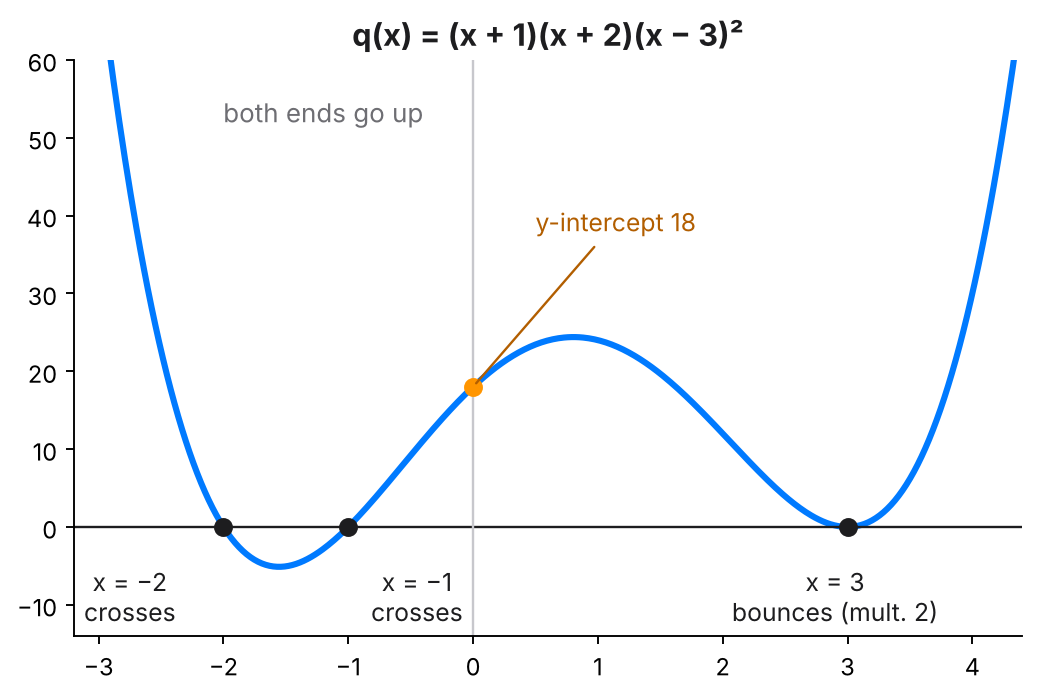 q(x) = (x + 1)(x + 2)(x − 3)²
60
both ends go up
50
40
y-intercept 18
30
20
10
0
x = −2
crosses
x = −1
crosses
x = 3
bounces (mult. 2)
−10
−3
−2
−1
0
1
2
3
4